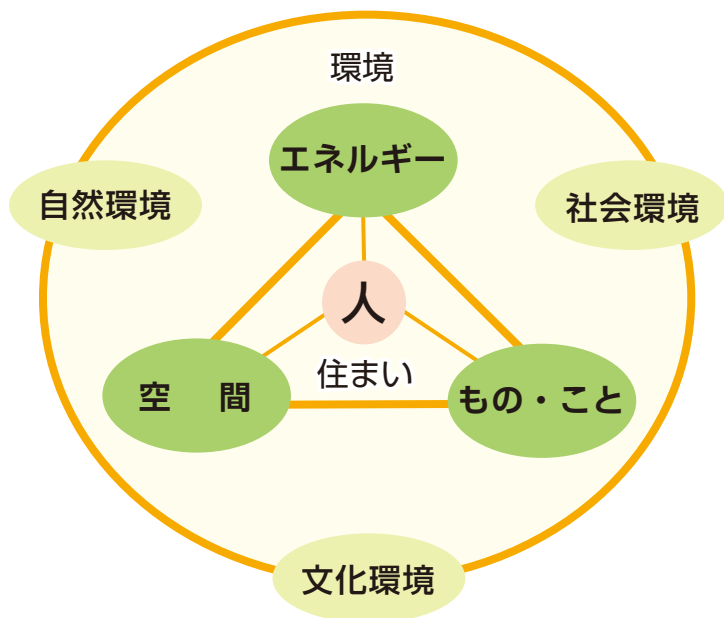 環境
エネルギー
自然環境
社会環境
人
住まい
空　間
もの・こと
文化環境